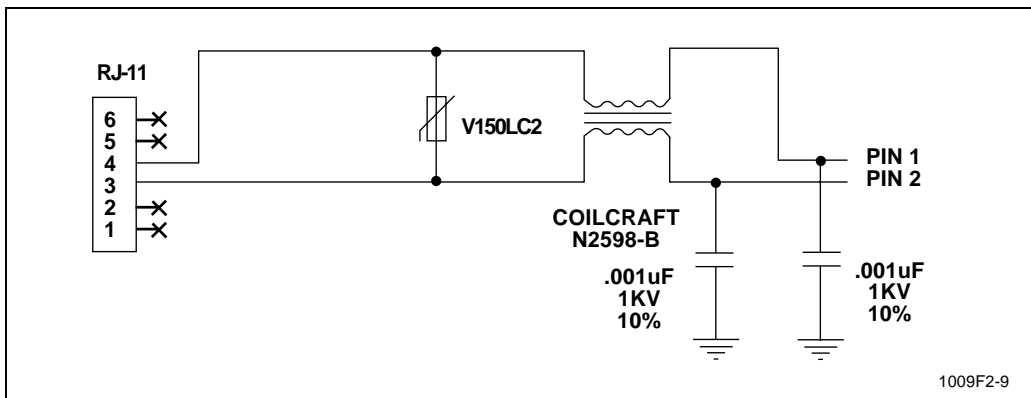 RJ-11
6
5
4
3
2
1
V150LC2
PIN 1
PIN 2
COILCRAFT
N2598-B
.001uF
1KV
10%
.001uF
1KV
10%
1009F2-9